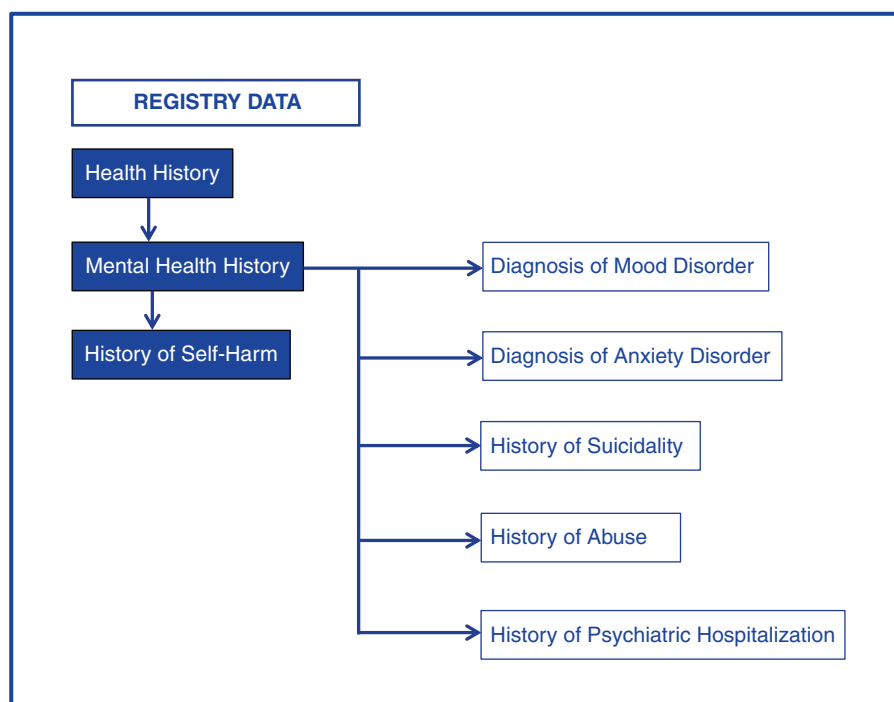 REGISTRY DATA
Health History
Mental Health History
History of Self-Harm
Diagnosis of Mood Disorder
Diagnosis of Anxiety Disorder
History of Suicidality
History of Abuse
History of Psychiatric Hospitalization